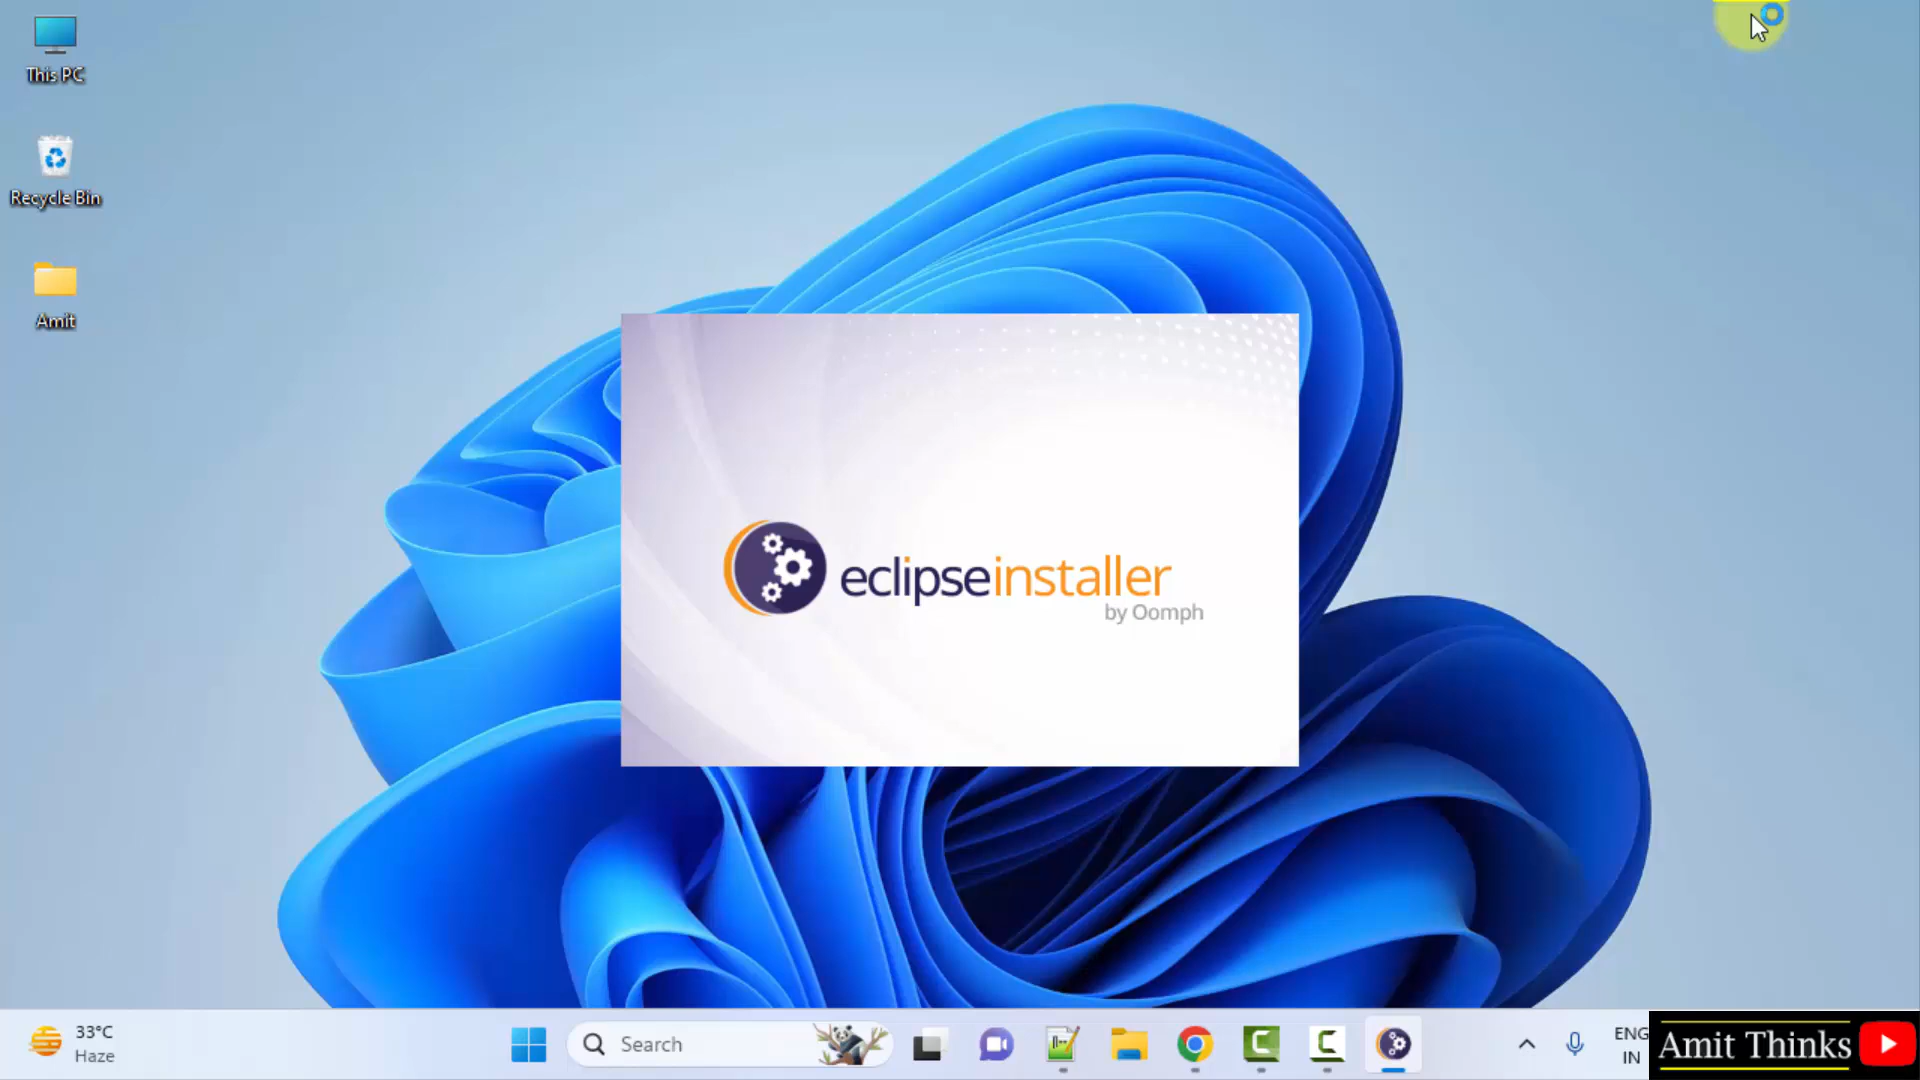 This PC
Recycle Bin
Amit
eclipseinstaller
by Oomph
33°C
Haze
Search
ENG
IN
Amit Thinks